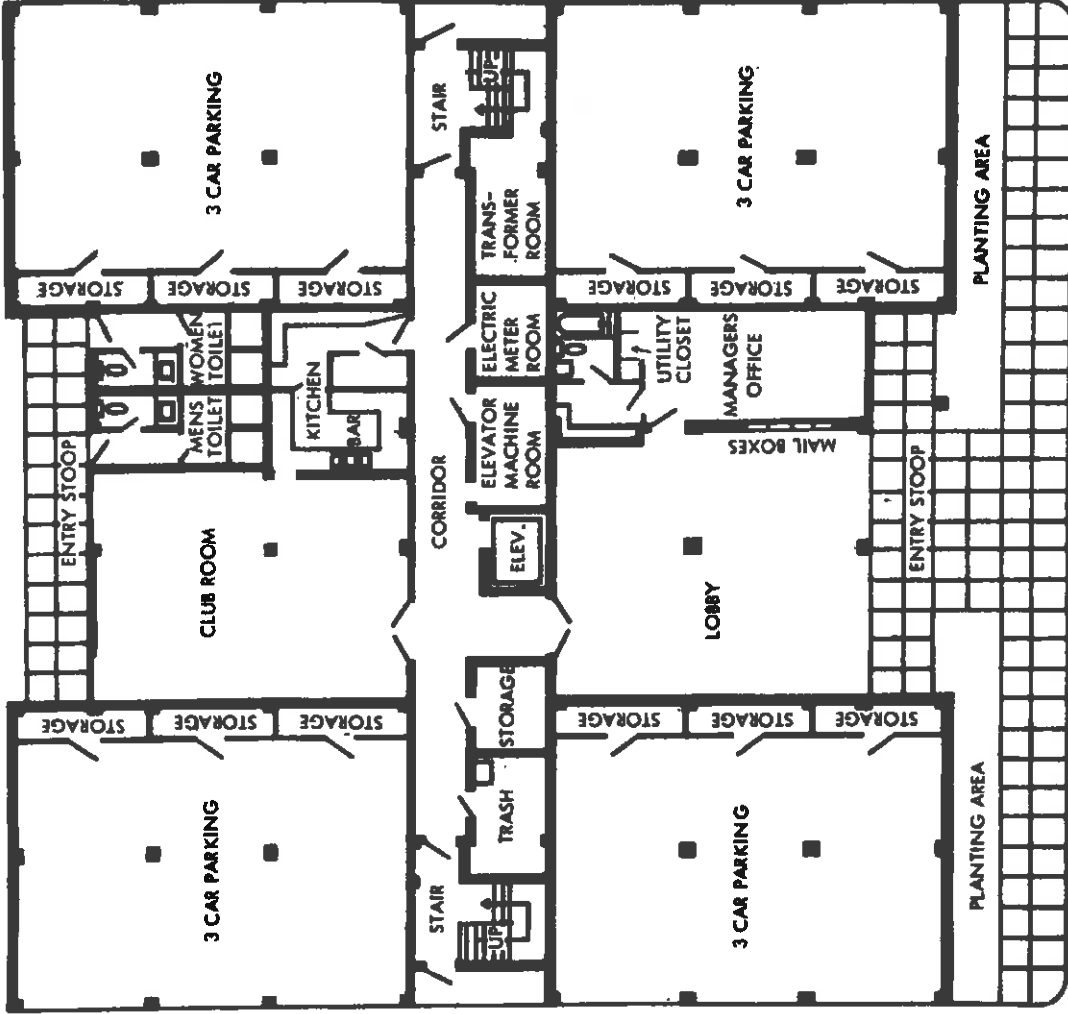 ENTRY STOOP
STORAGE
STORAGE
STORAGE
3 CAR PARKING
CLUB ROOM
MENS
TOILET
WOMEN
TOILET
KITCHEN
BAR
STORAGE
STORAGE
STORAGE
3 CAR PARKING
STAIR
UP
TRASH
STORAGE
CORRIDOR
ELEV.
ELEVATOR
MACHINE
ROOM
ELECTRIC
METER
ROOM
TRANS-
FORMER
ROOM
STAIR
UP
3 CAR PARKING
STORAGE
STORAGE
STORAGE
LOBBY
MAIL BOXES
UTILITY
CLOSET
MANAGERS
OFFICE
STORAGE
STORAGE
STORAGE
3 CAR PARKING
PLANTING AREA
ENTRY STOOP
PLANTING AREA